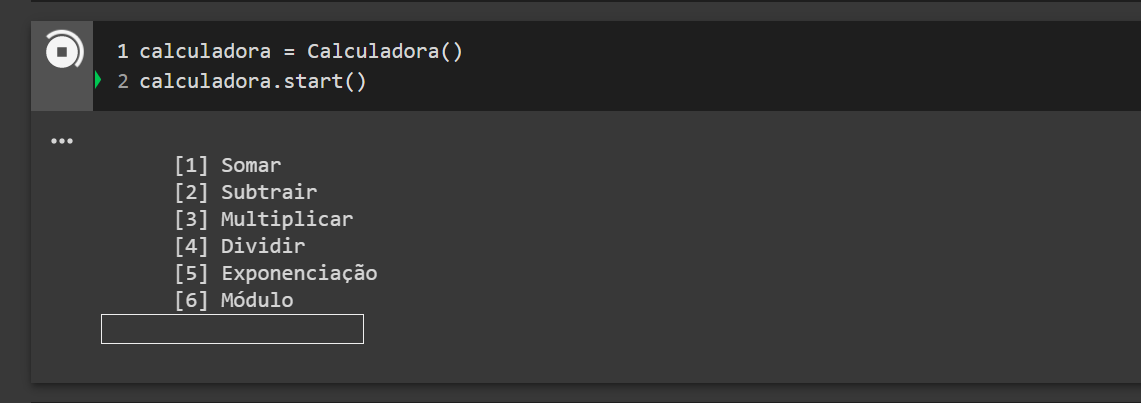 1 calculadora = Calculadora()
2 calculadora.start()
[1] Somar
[2] Subtrair
[3] Multiplicar
[4] Dividir
[5] Exponenciação
[6] Módulo